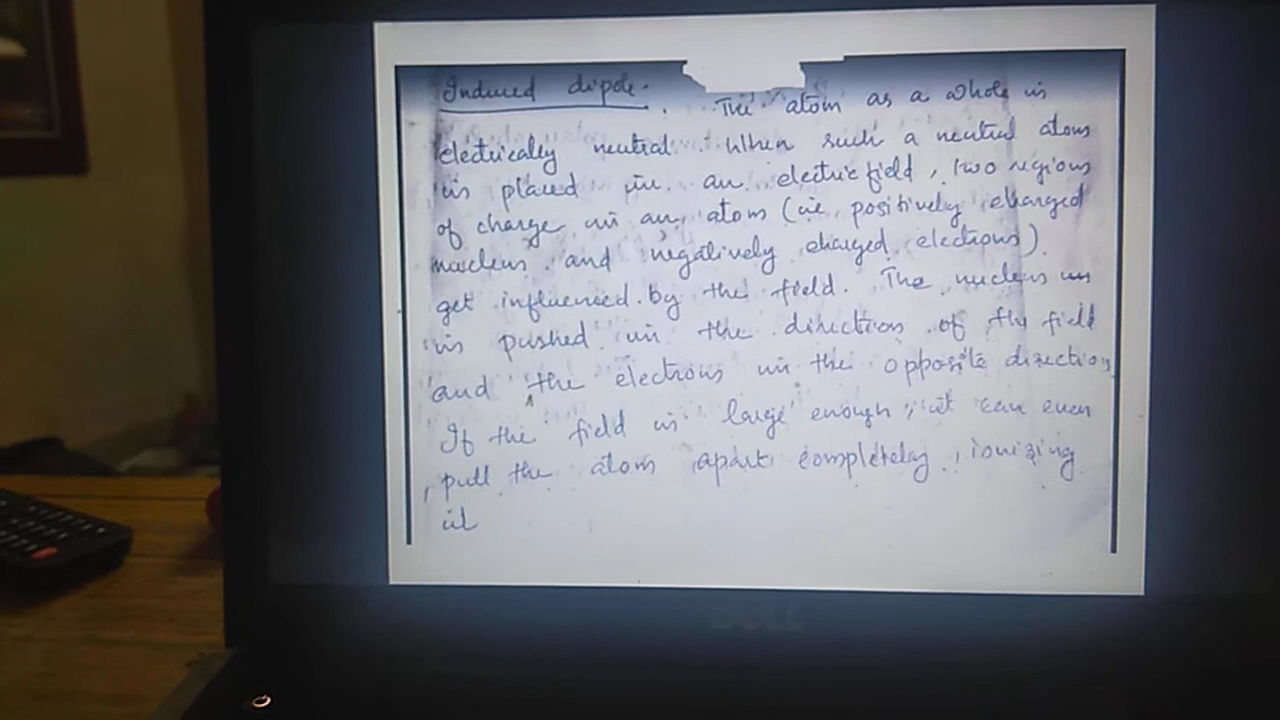 Induced dipole.
The atom as a whole is
electrically neutral. When such a neutral atom
is placed in an electric field, two regions
of charge in an atom (ie positively charged
nucleus and negatively charged electrons)
get influenced by the field. The nucleus
is pushed in the direction of the field
and the electrons in the opposite direction
If the field is large enough, it can even
pull the atom apart completely, ionizing
it
DELL